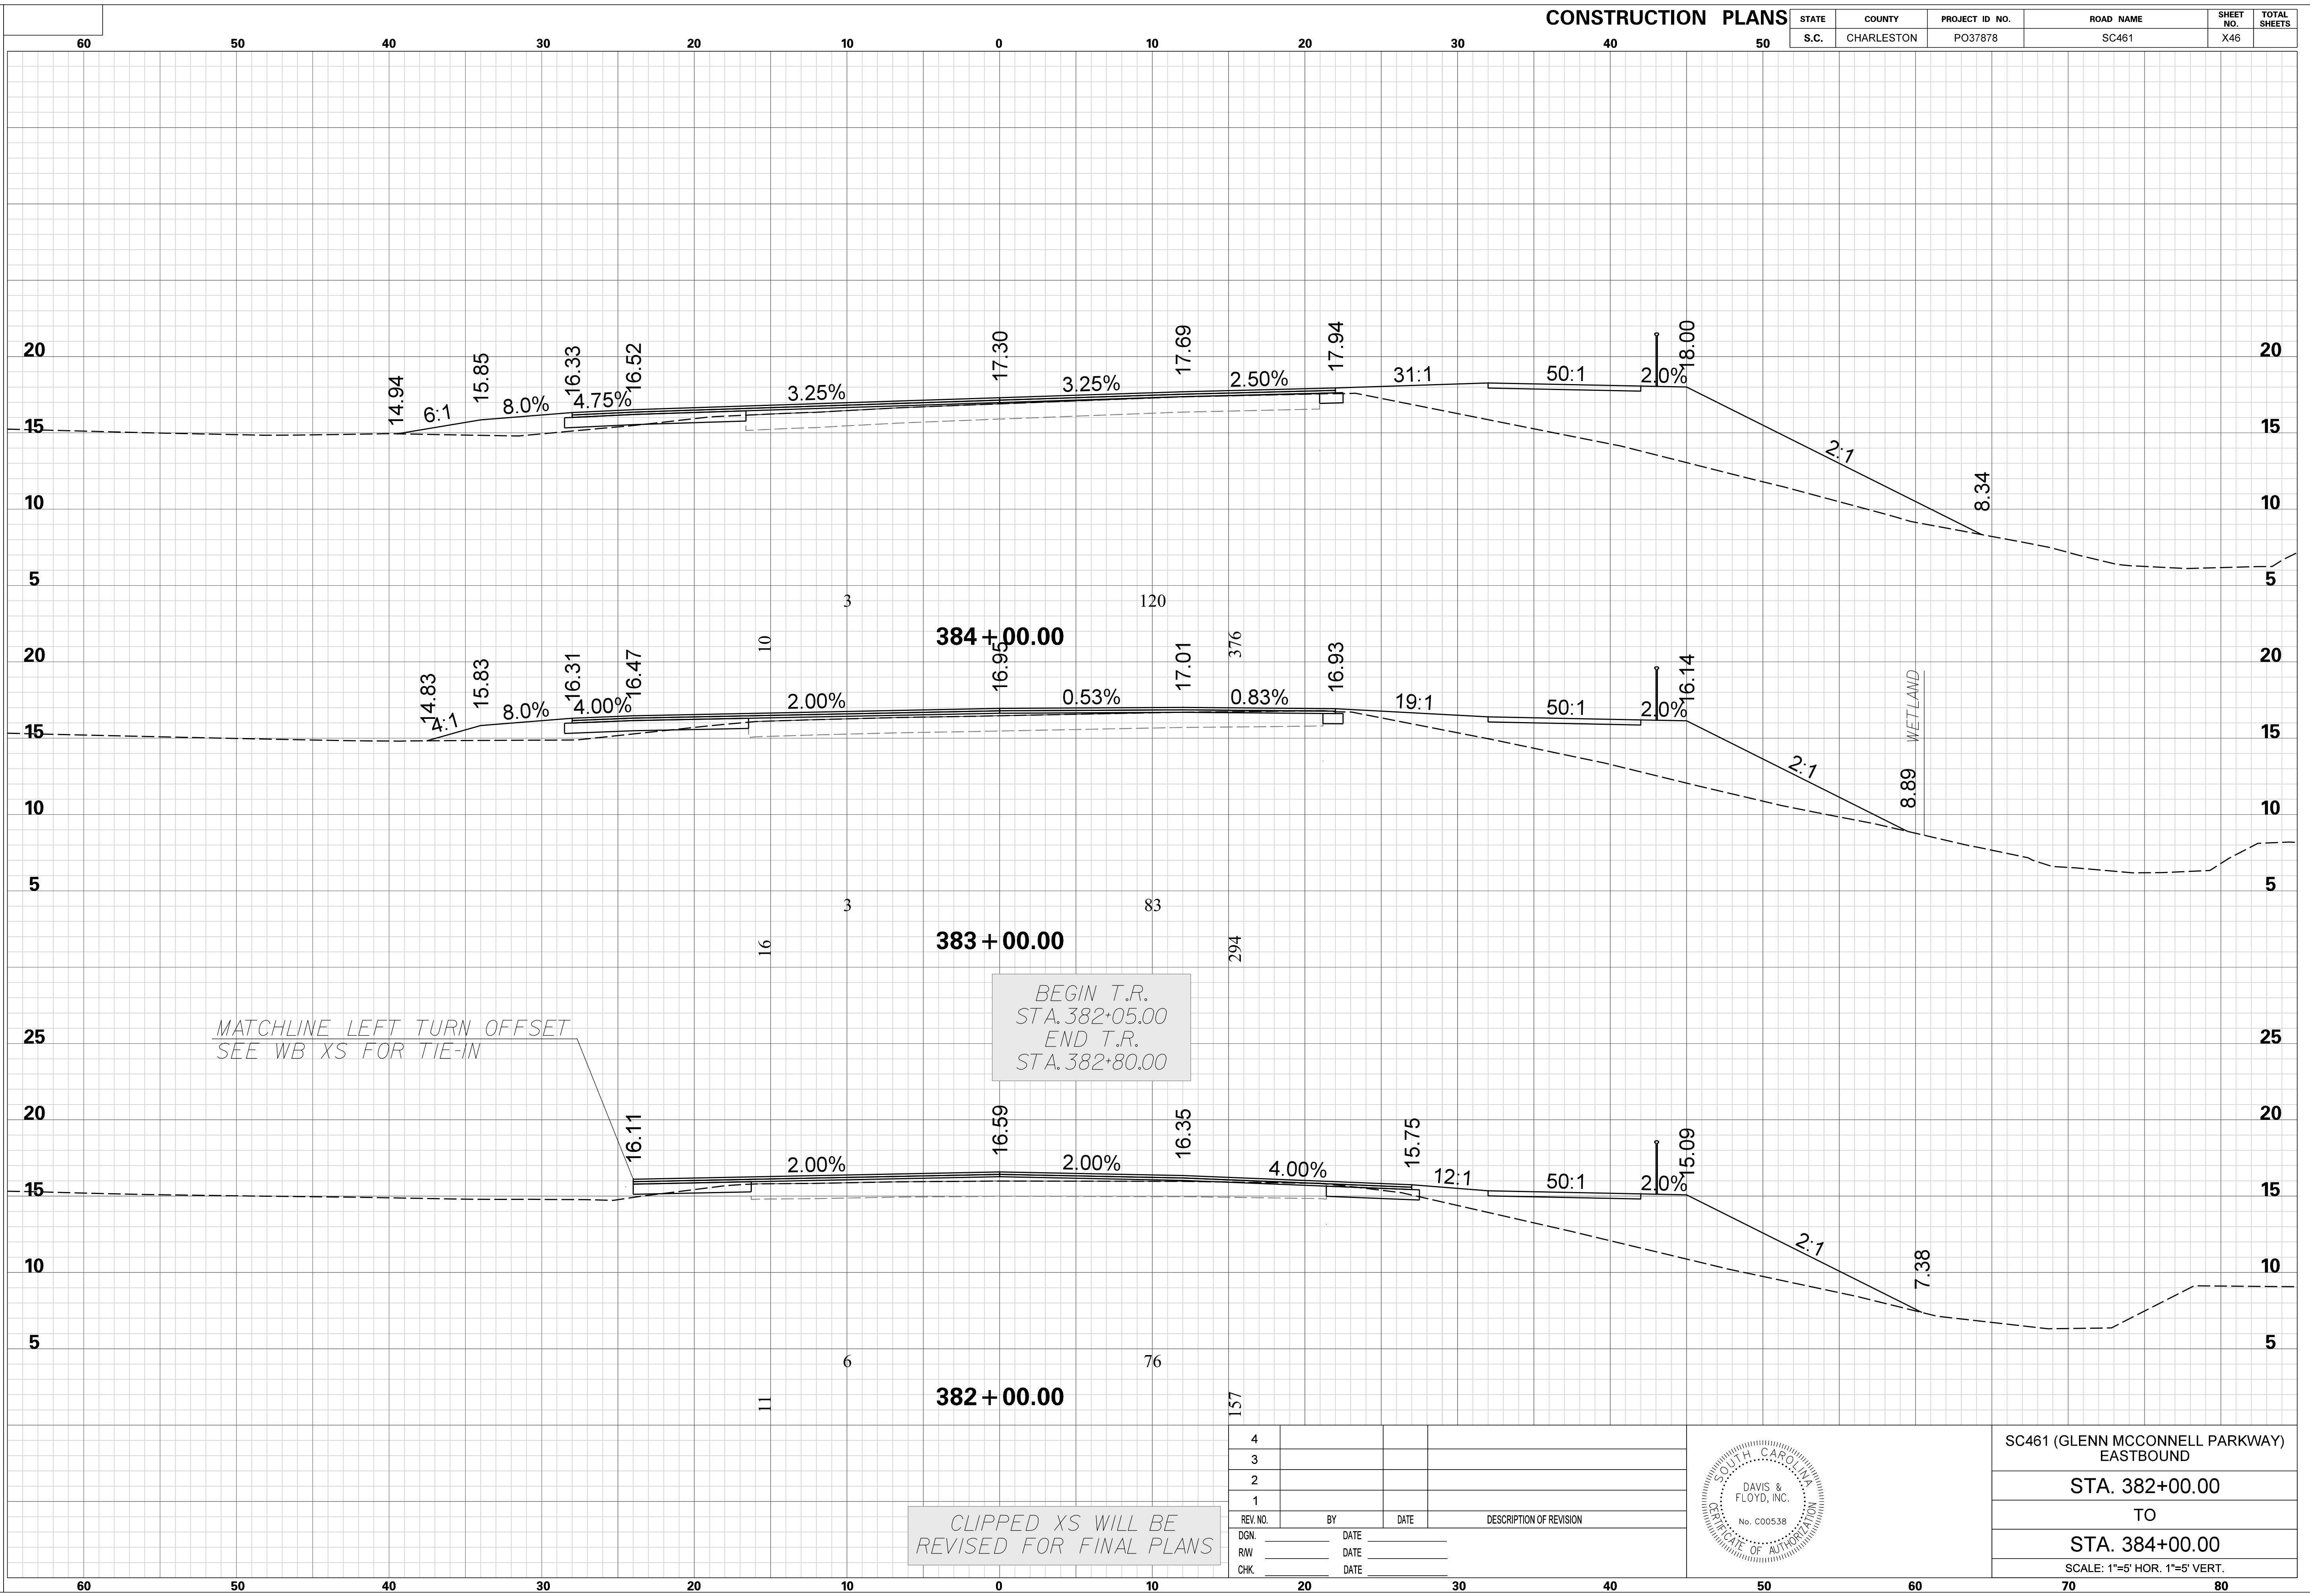 CONSTRUCTION PLANS
STATE COUNTY PROJECT ID NO. ROAD NAME SHEET NO. TOTAL SHEETS
S.C. CHARLESTON PO37878 SC461 X46
60 50 40 30 20 10 0 10 20 30 40 50
14.94 15.85 16.33 16.52 17.30 17.69 17.94 18.00
20 20
6:1 8.0% 4.75% 3.25% 3.25% 2.50% 31:1 50:1 2.0%
15 15
2:1
8.34
10 10
5 5
3 120
10 384+00.00 376
14.83 15.83 16.31 16.47 16.95 17.01 16.93 16.14
20 20
WETLAND
4:1 8.0% 4.00% 2.00% 0.53% 0.83% 19:1 50:1 2.0%
15 15
2:1
8.89
10 10
5 5
3 83
16 383+00.00 294
BEGIN T.R.
STA.382+05.00
END T.R.
STA.382+80.00
MATCHLINE LEFT TURN OFFSET
SEE WB XS FOR TIE-IN
25 25
20 20
16.11 16.59 16.35 15.75 15.09
2.00% 2.00% 4.00% 12:1 50:1 2.0%
15 15
2:1
7.38
10 10
5 5
6 76
11 382+00.00 157
CLIPPED XS WILL BE
REVISED FOR FINAL PLANS
4
3
2
1
REV. NO. BY DATE DESCRIPTION OF REVISION
DGN. DATE
R/W DATE
CHK. DATE
SOUTH CAROLINA
DAVIS &
FLOYD, INC.
No. C00538
CERTIFICATE OF AUTHORIZATION
SC461 (GLENN MCCONNELL PARKWAY)
EASTBOUND
STA. 382+00.00
TO
STA. 384+00.00
SCALE: 1"=5' HOR. 1"=5' VERT.
60 50 40 30 20 10 0 10 20 30 40 50 60 70 80